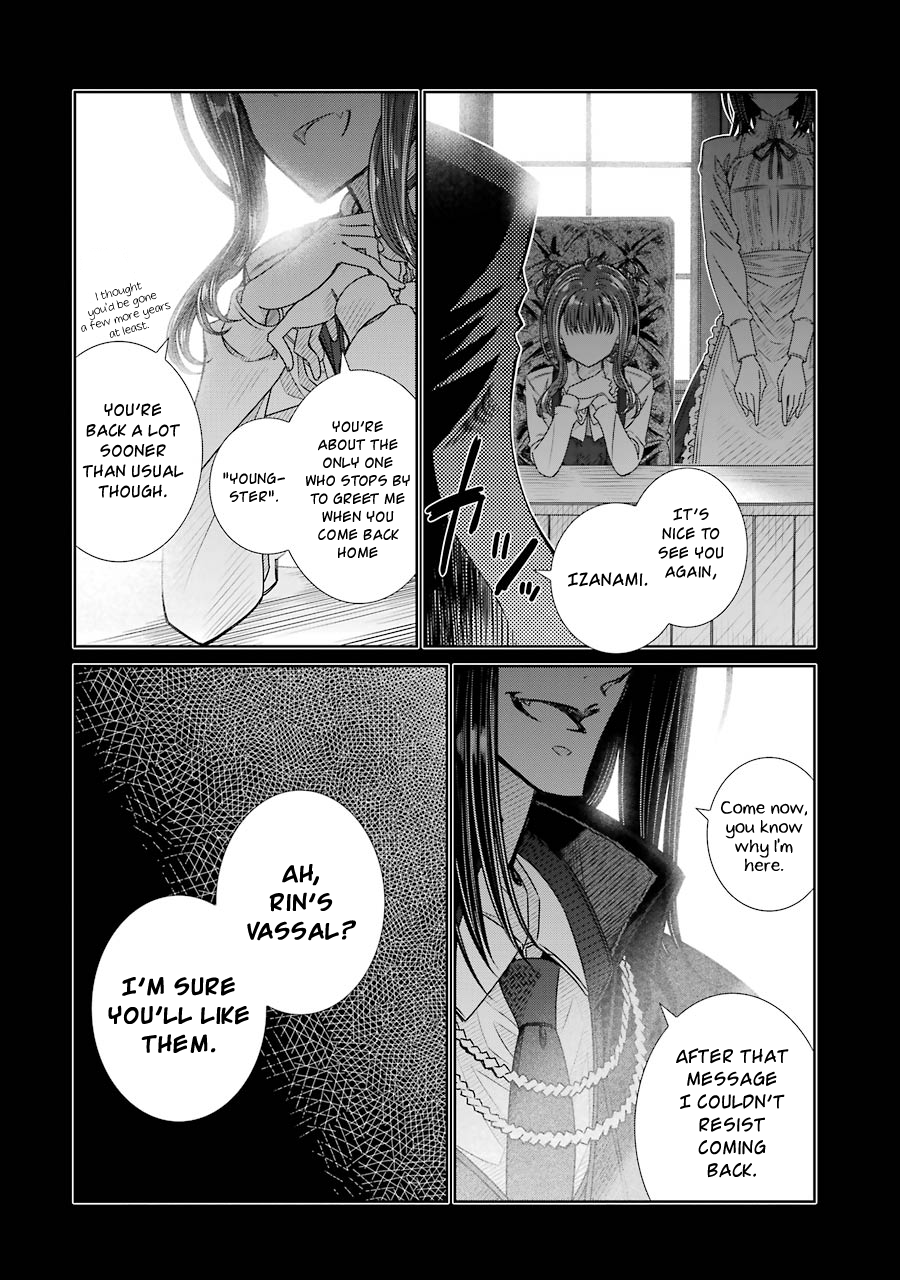 IT'S
NICE TO
SEE YOU
AGAIN,
IZANAMI.
YOU'RE
ABOUT THE
ONLY ONE
WHO STOPS BY
TO GREET ME
WHEN YOU
COME BACK
HOME
"YOUNG-
STER".
YOU'RE
BACK A LOT
SOONER
THAN USUAL
THOUGH.
I thought
you'd be gone
a few more years
at least.
Come now,
you know
why I'm
here.
AFTER THAT
MESSAGE
I COULDN'T
RESIST
COMING
BACK.
AH,
RIN'S
VASSAL?
I'M SURE
YOU'LL LIKE
THEM.